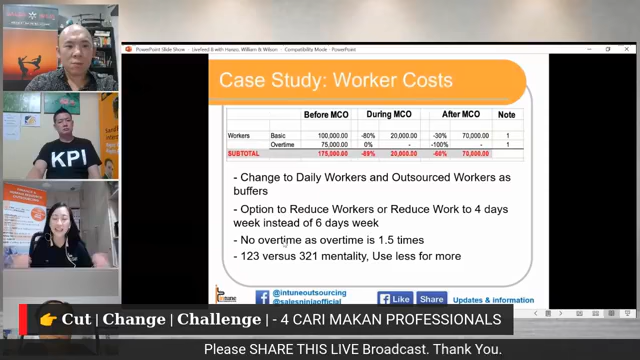 PowerPoint Slide Show - Livefeed 8 with Hanzo, William & Wilson - Compatibility Mode - PowerPoint
Case Study: Worker Costs
Before MCO During MCO After MCO Note
Workers Basic 100,000.00 -80% 20,000.00 -30% 70,000.00 1
Overtime 75,000.00 0% - -100% - 1
SUBTOTAL 175,000.00 -89% 20,000.00 -60% 70,000.00
- Change to Daily Workers and Outsourced Workers as
buffers
- Option to Reduce Workers or Reduce Work to 4 days
week instead of 6 days week
- No overtime as overtime is 1.5 times
- 123 versus 321 mentality, Use less for more
KPI
@intuneoutsourcing
@salesninjaofficial
Like Share Updates & information
👉 Cut | Change | Challenge | - 4 CARI MAKAN PROFESSIONALS
Please SHARE THIS LIVE Broadcast. Thank You.